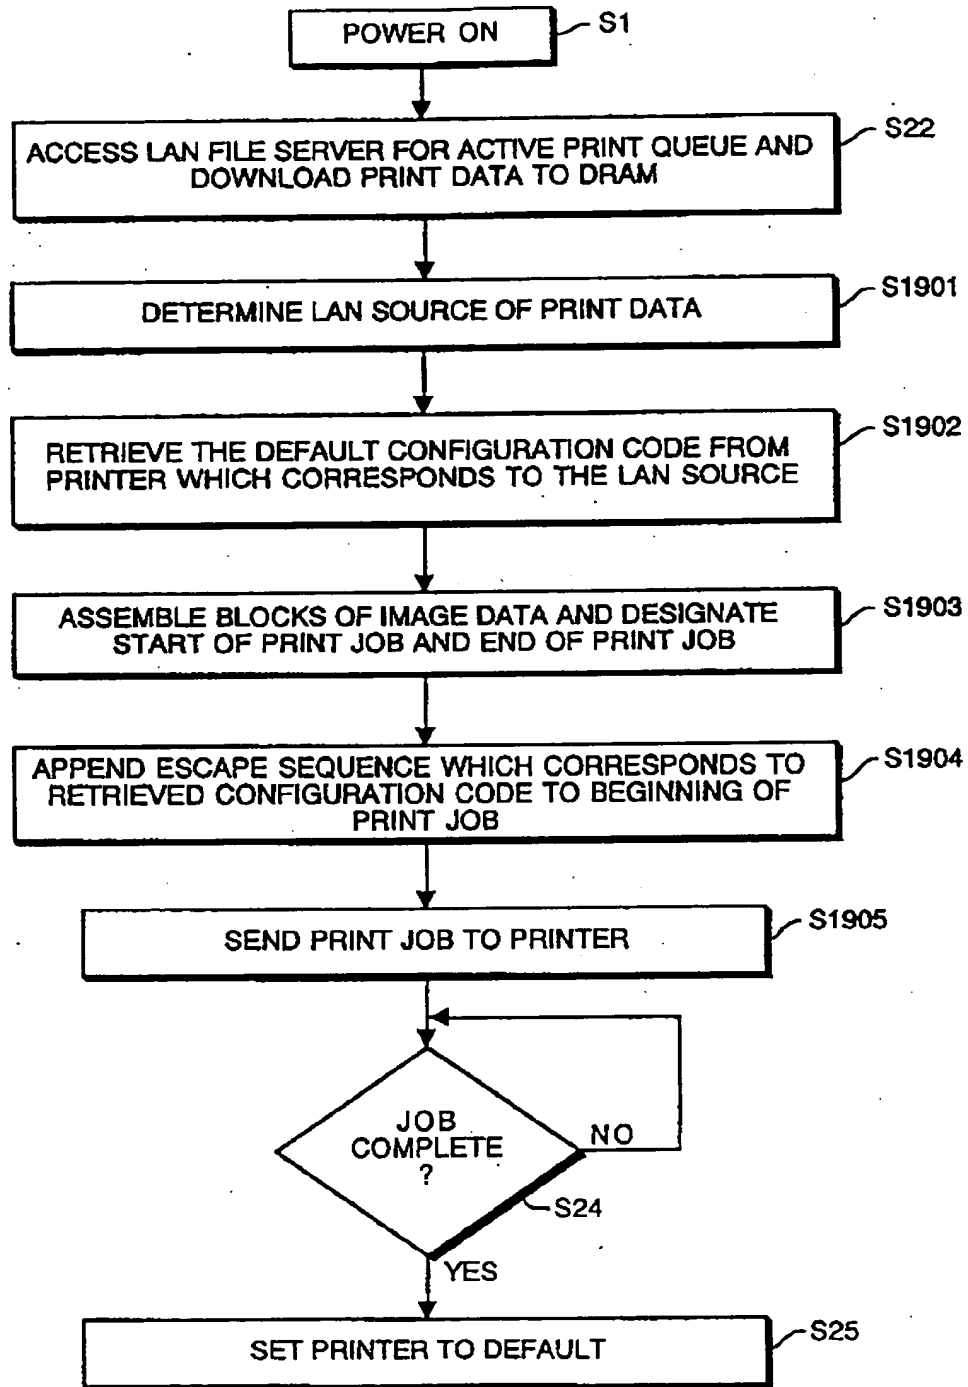 POWER ON
S1
ACCESS LAN FILE SERVER FOR ACTIVE PRINT QUEUE AND
DOWNLOAD PRINT DATA TO DRAM
S22
DETERMINE LAN SOURCE OF PRINT DATA
S1901
RETRIEVE THE DEFAULT CONFIGURATION CODE FROM
PRINTER WHICH CORRESPONDS TO THE LAN SOURCE
S1902
ASSEMBLE BLOCKS OF IMAGE DATA AND DESIGNATE
START OF PRINT JOB AND END OF PRINT JOB
S1903
APPEND ESCAPE SEQUENCE WHICH CORRESPONDS TO
RETRIEVED CONFIGURATION CODE TO BEGINNING OF
PRINT JOB
S1904
SEND PRINT JOB TO PRINTER
S1905
JOB
COMPLETE
?
NO
S24
YES
SET PRINTER TO DEFAULT
S25